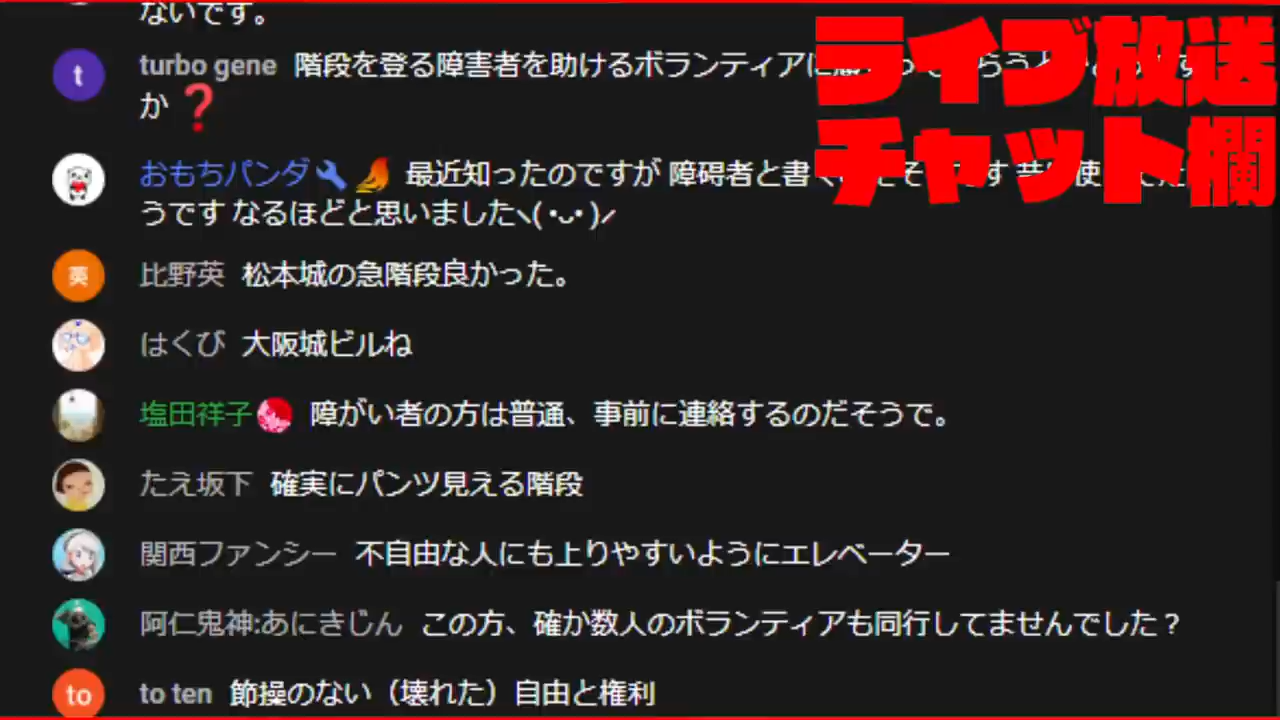 ないです。
turbo gene 階段を登る障害者を助けるボランティアに
か❓
おもちパンダ 最近知ったのですが 障碍者と書
うです なるほどと思いました⸜( •ᴗ• )⸝
英 比野英 松本城の急階段良かった。
はくび 大阪城ビルね
塩田祥子 障がい者の方は普通、事前に連絡するのだそうで。
たえ坂下 確実にパンツ見える階段
関西ファンシー 不自由な人にも上りやすいようにエレベーター
阿仁鬼神:あにきじん この方、確か数人のボランティアも同行してませんでした？
to to ten 節操のない（壊れた）自由と権利
ライブ放送
チャット欄